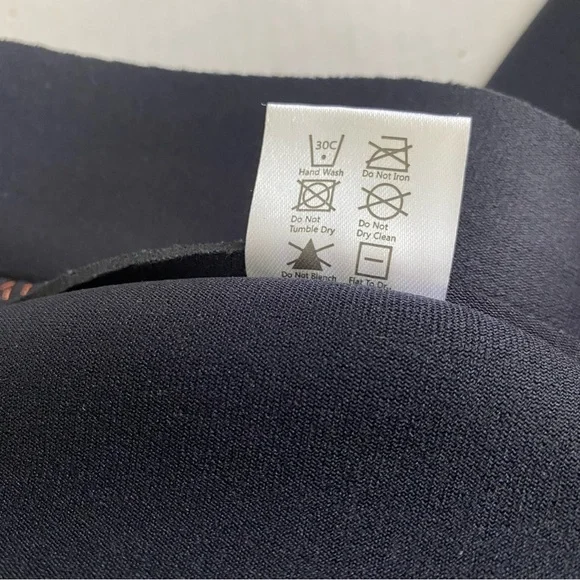 30C
Hand Wash
Do Not Iron
Do Not
Tumble Dry
Do Not
Dry Clean
Do Not Bleach
Flat To